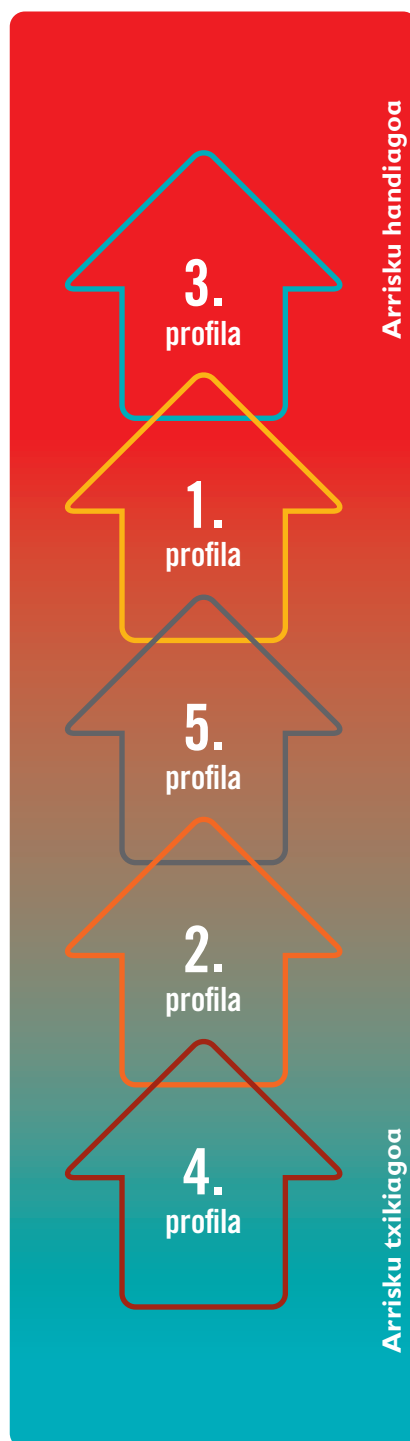 Arrisku handiagoa
3.
profila
1.
profila
5.
profila
2.
profila
4.
profila
Arrisku txikiagoa